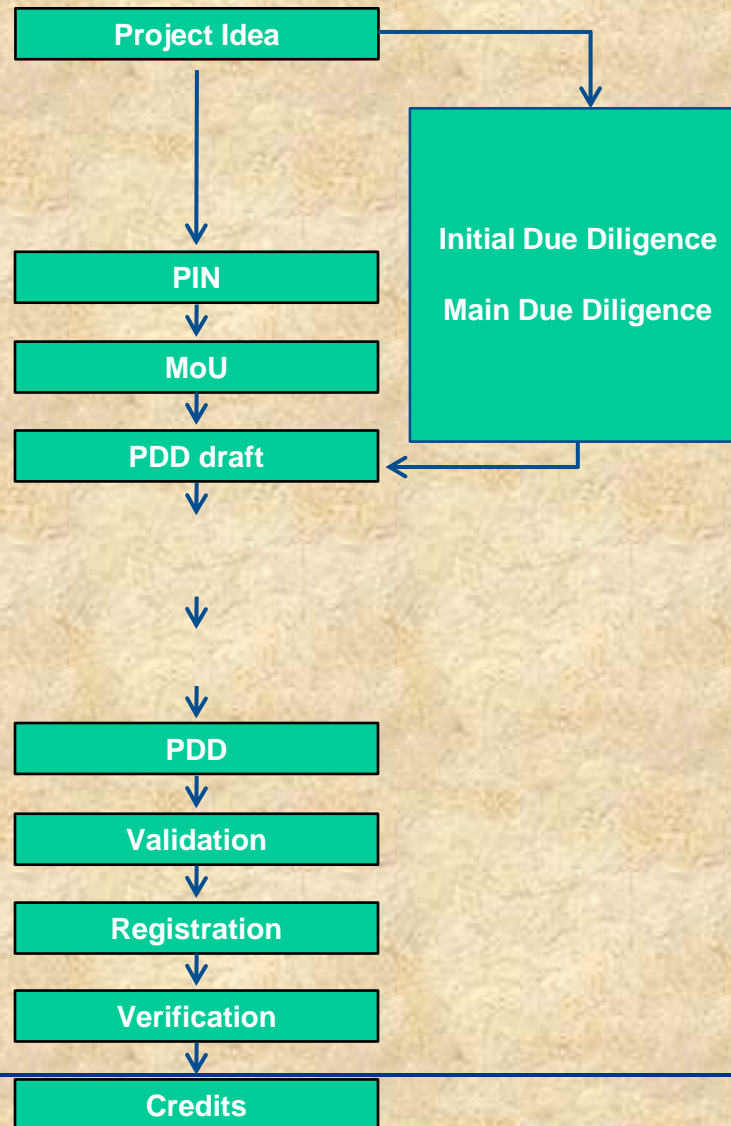 Project Idea
Initial Due Diligence
Main Due Diligence
PIN
MoU
PDD draft
PDD
Validation
Registration
Verification
Credits